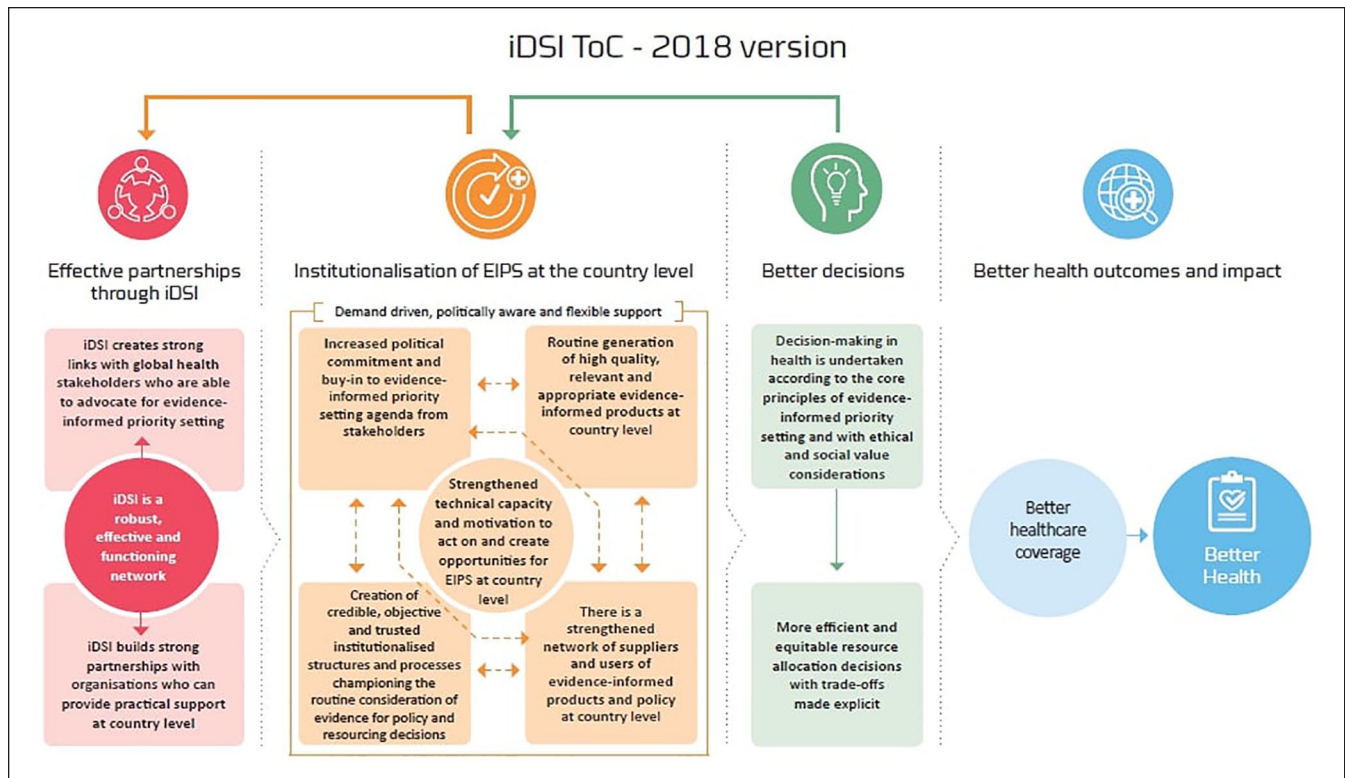 iDSI ToC - 2018 version
Effective partnerships
through iDSI
iDSI creates strong
links with global health
stakeholders who are able
to advocate for evidence-
informed priority setting
iDSI is a
robust,
effective and
functioning
network
iDSI builds strong
partnerships with
organisations who can
provide practical support
at country level
Institutionalisation of EIPS at the country level
Demand driven, politically aware and flexible support
Increased political
commitment and
buy-in to evidence-
informed priority
setting agenda from
stakeholders
Routine generation
of high quality,
relevant and
appropriate evidence-
informed products at
country level
Strengthened
technical capacity
and motivation to
act on and create
opportunities for
EIPS at country
level
Creation of
credible, objective
and trusted
institutionalised
structures and processes
championing the
routine consideration of
evidence for policy and
resourcing decisions
There is a
strengthened
network of suppliers
and users of
evidence-informed
products and policy
at country level
Better decisions
Decision-making in
health is undertaken
according to the core
principles of evidence-
informed priority
setting and with ethical
and social value
considerations
More efficient and
equitable resource
allocation decisions
with trade-offs
made explicit
Better health outcomes and impact
Better
healthcare
coverage
Better
Health